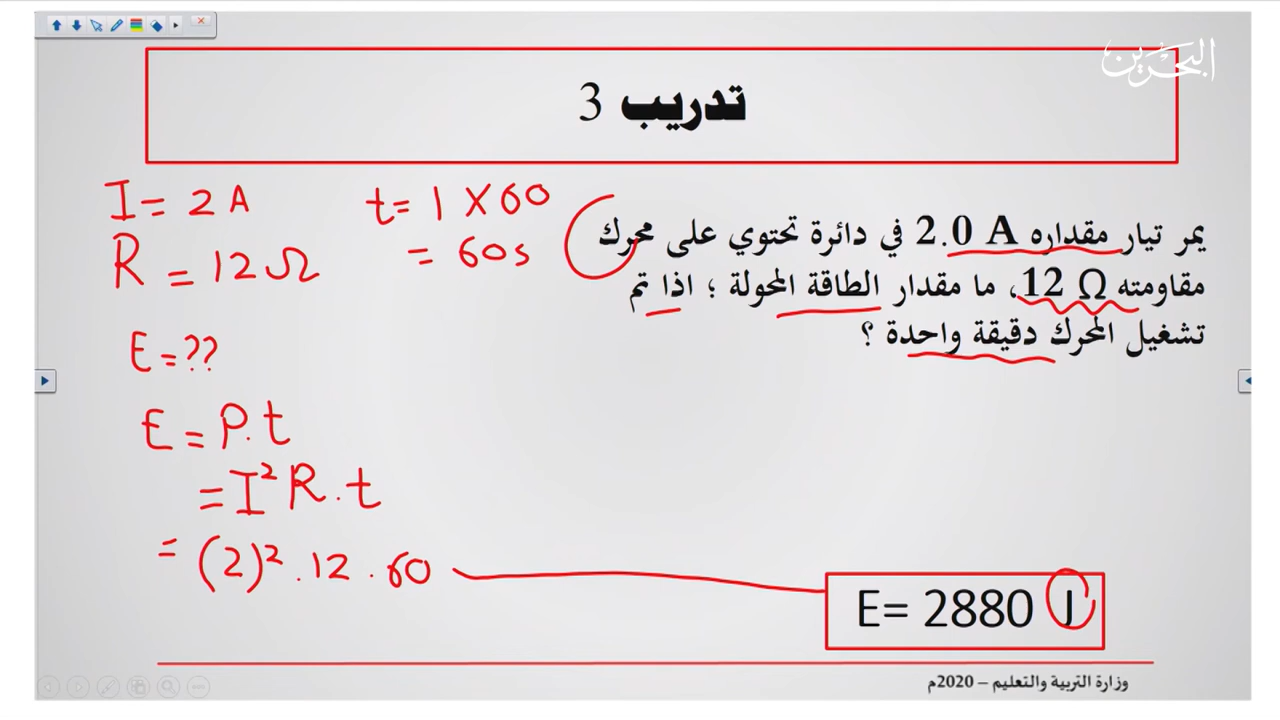 البحرين
تدريب 3
يمر تيار مقداره 2.0 A في دائرة تحتوي على محرك
مقاومته 12 Ω، ما مقدار الطاقة المحولة ؛ اذا تم
تشغيل المحرك دقيقة واحدة ؟
I = 2 A
R = 12 Ω
t = 1 X 60
= 60 s
E = ??
E = P.t
= I² R . t
= (2)² . 12 . 60
E= 2880 J
وزارة التربية والتعليم – 2020م